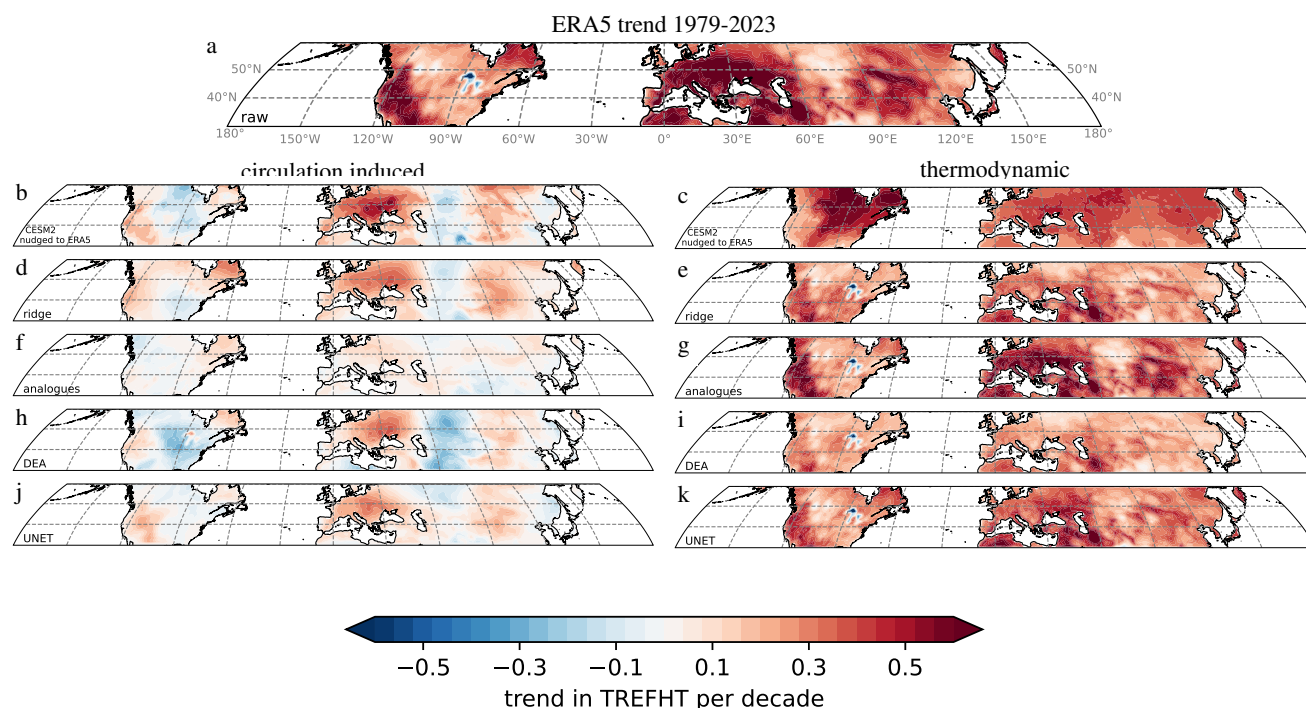 ERA5 trend 1979-2023
a
50°N
50°N
40°N
40°N
raw
180° 150°W 120°W 90°W 60°W 30°W 0° 30°E 60°E 90°E 120°E 150°E 180°
circulation induced
thermodynamic
b
CESM2
nudged to ERA5
c
CESM2
nudged to ERA5
d
ridge
e
ridge
f
analogues
g
analogues
h
DEA
i
DEA
j
UNET
k
UNET
−0.5 −0.3 −0.1 0.1 0.3 0.5
trend in TREFHT per decade